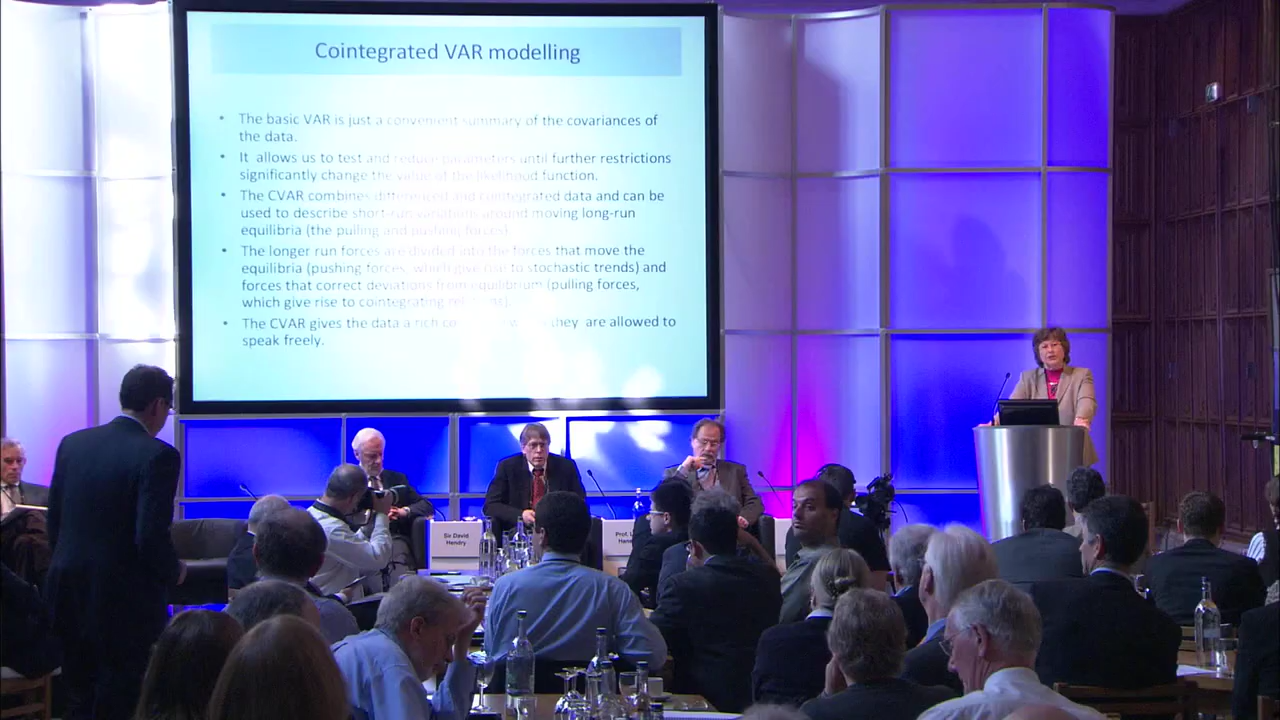 Cointegrated VAR modelling
• The basic VAR is just a convenient summary of the covariances of
the data.
• It allows us to test and reduce parameters until further restrictions
significantly change the value of the likelihood function.
• The CVAR combines differenced and cointegrated data and can be
used to describe short-run variations around moving long-run
equilibria (the pulling and pushing forces).
• The longer run forces are divided into the forces that move the
equilibria (pushing forces, which give rise to stochastic trends) and
forces that correct deviations from equilibrium (pulling forces,
which give rise to cointegrating
• The CVAR gives the data a rich they are allowed to
speak freely.
Sir David
Hendry
Prof.